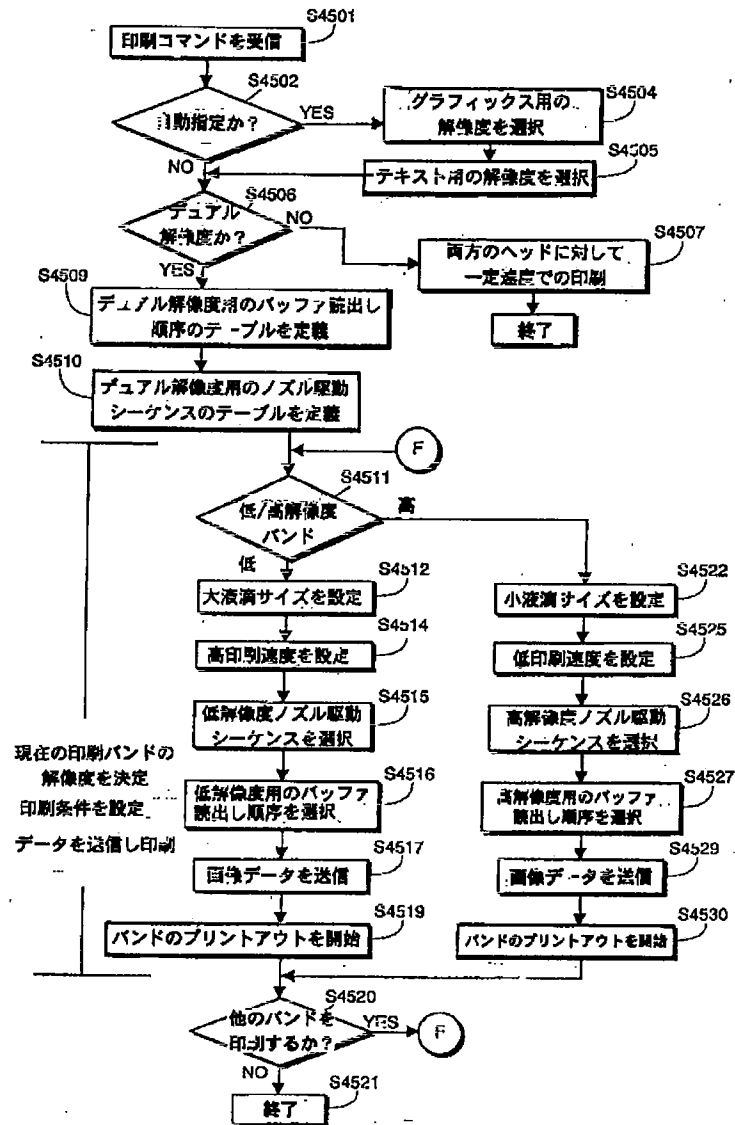 S4501
印刷コマンドを受信
S4502
自動指定か?
YES
S4504
グラフィックス用の
解像度を選択
NO
S4505
テキスト用の解像度を選択
S4506
デュアル
解像度か?
NO
S4507
両方のヘッドに対して
一定速度での印刷
終了
YES
S4509
デュアル解像度用のバッファ読出し
順序のテーブルを定義
S4510
デュアル解像度用のノズル駆動
シーケンスのテーブルを定義
F
S4511
低/高解像度
バンド
高
低
S4512
大液滴サイズを設定
S4522
小液滴サイズを設定
S4514
高印刷速度を設定
S4525
低印刷速度を設定
S4515
低解像度ノズル駆動
シーケンスを選択
S4526
高解像度ノズル駆動
シーケンスを選択
現在の印刷バンドの
解像度を決定
印刷条件を設定
データを送信し印刷
S4516
低解像度用のバッファ
読出し順序を選択
S4527
高解像度用のバッファ
読出し順序を選択
S4517
画像データを送信
S4529
画像データを送信
S4519
バンドのプリントアウトを開始
S4530
バンドのプリントアウトを開始
S4520
他のバンドを
印刷するか?
YES
F
NO
S4521
終了